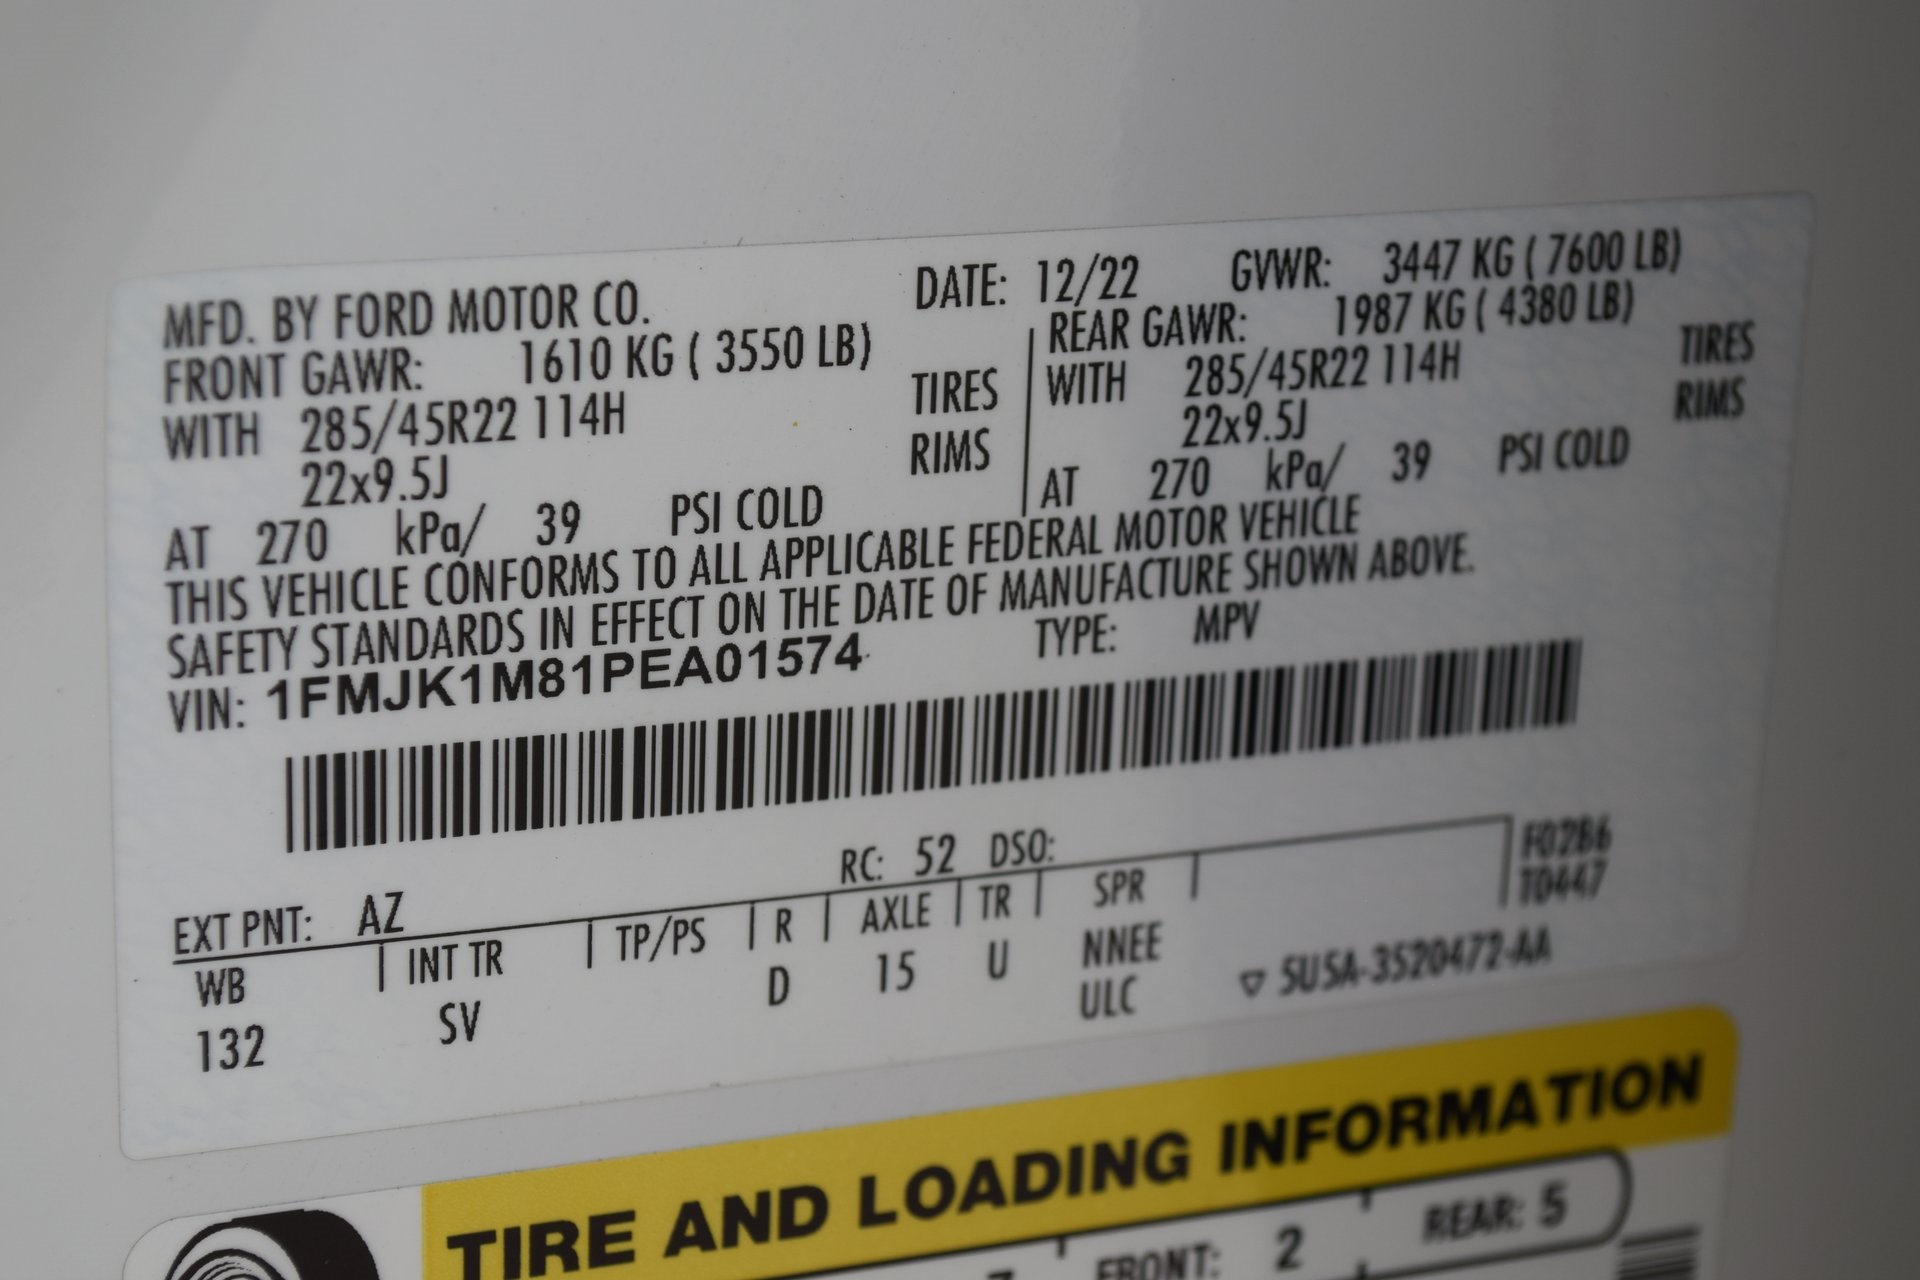 MFD. BY FORD MOTOR CO. DATE: 12/22 GVWR: 3447 KG ( 7600 LB)
FRONT GAWR: 1610 KG ( 3550 LB)
WITH 285/45R22 114H TIRES
22x9.5J RIMS
AT 270 kPa/ 39 PSI COLD
REAR GAWR: 1987 KG ( 4380 LB)
WITH 285/45R22 114H TIRES
22x9.5J RIMS
AT 270 kPa/ 39 PSI COLD
THIS VEHICLE CONFORMS TO ALL APPLICABLE FEDERAL MOTOR VEHICLE
SAFETY STANDARDS IN EFFECT ON THE DATE OF MANUFACTURE SHOWN ABOVE.
VIN: 1FMJK1M81PEA01574 TYPE: MPV
EXT PNT: AZ RC: 52 DSO:
WB INT TR TP/PS R AXLE TR SPR
132 SV D 15 U NNEE
ULC
F0286
T0447
▽ 5U5A-3520472-AA
TIRE AND LOADING INFORMATION
FRONT: 2 REAR: 5